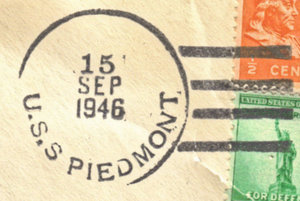 15
SEP
1946
U.S.S PIEDMONT
½ CEN
UNITED STATES O
FOR DEFE